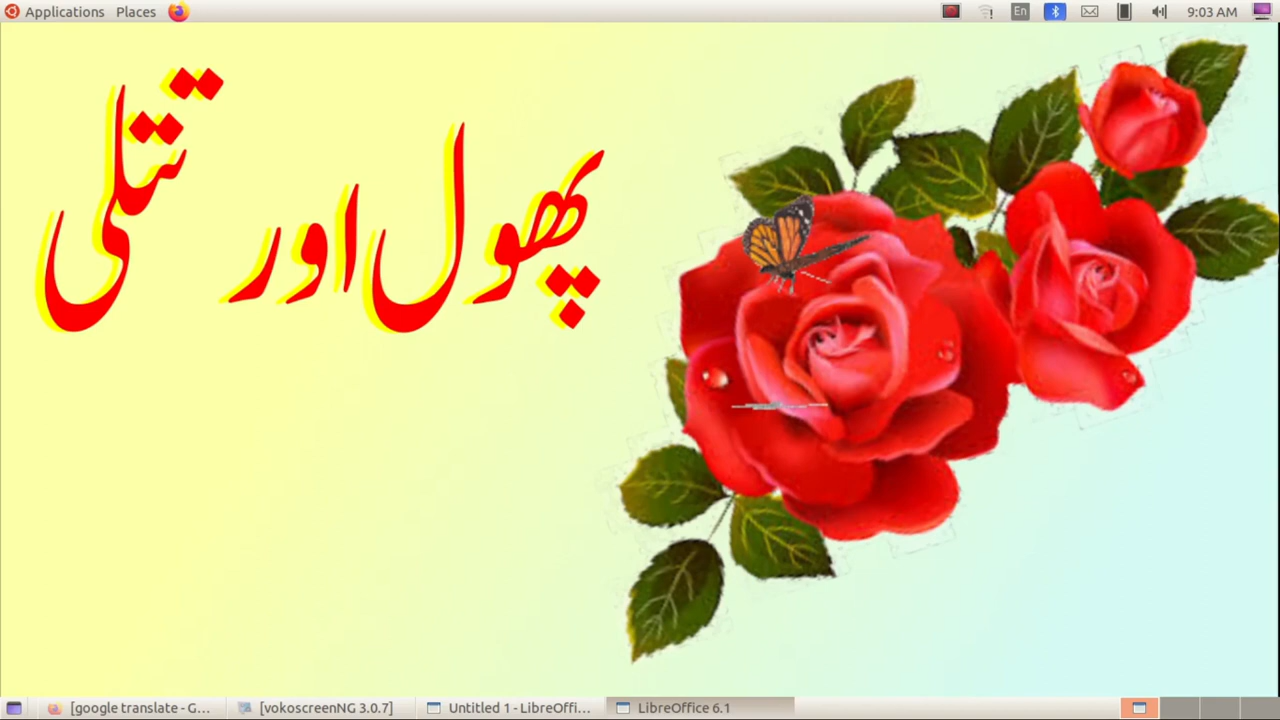 Applications Places
En
9:03 AM
پھول اور تتلی
[google translate - G...
[vokoscreenNG 3.0.7]
Untitled 1 - LibreOffi...
LibreOffice 6.1